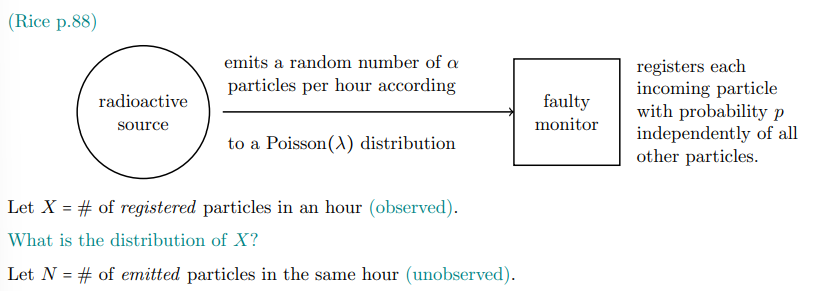 (Rice p.88)
radioactive
source
emits a random number of α
particles per hour according
to a Poisson(λ) distribution
faulty
monitor
registers each
incoming particle
with probability p
independently of all
other particles.
Let X = # of registered particles in an hour (observed).
What is the distribution of X?
Let N = # of emitted particles in the same hour (unobserved).